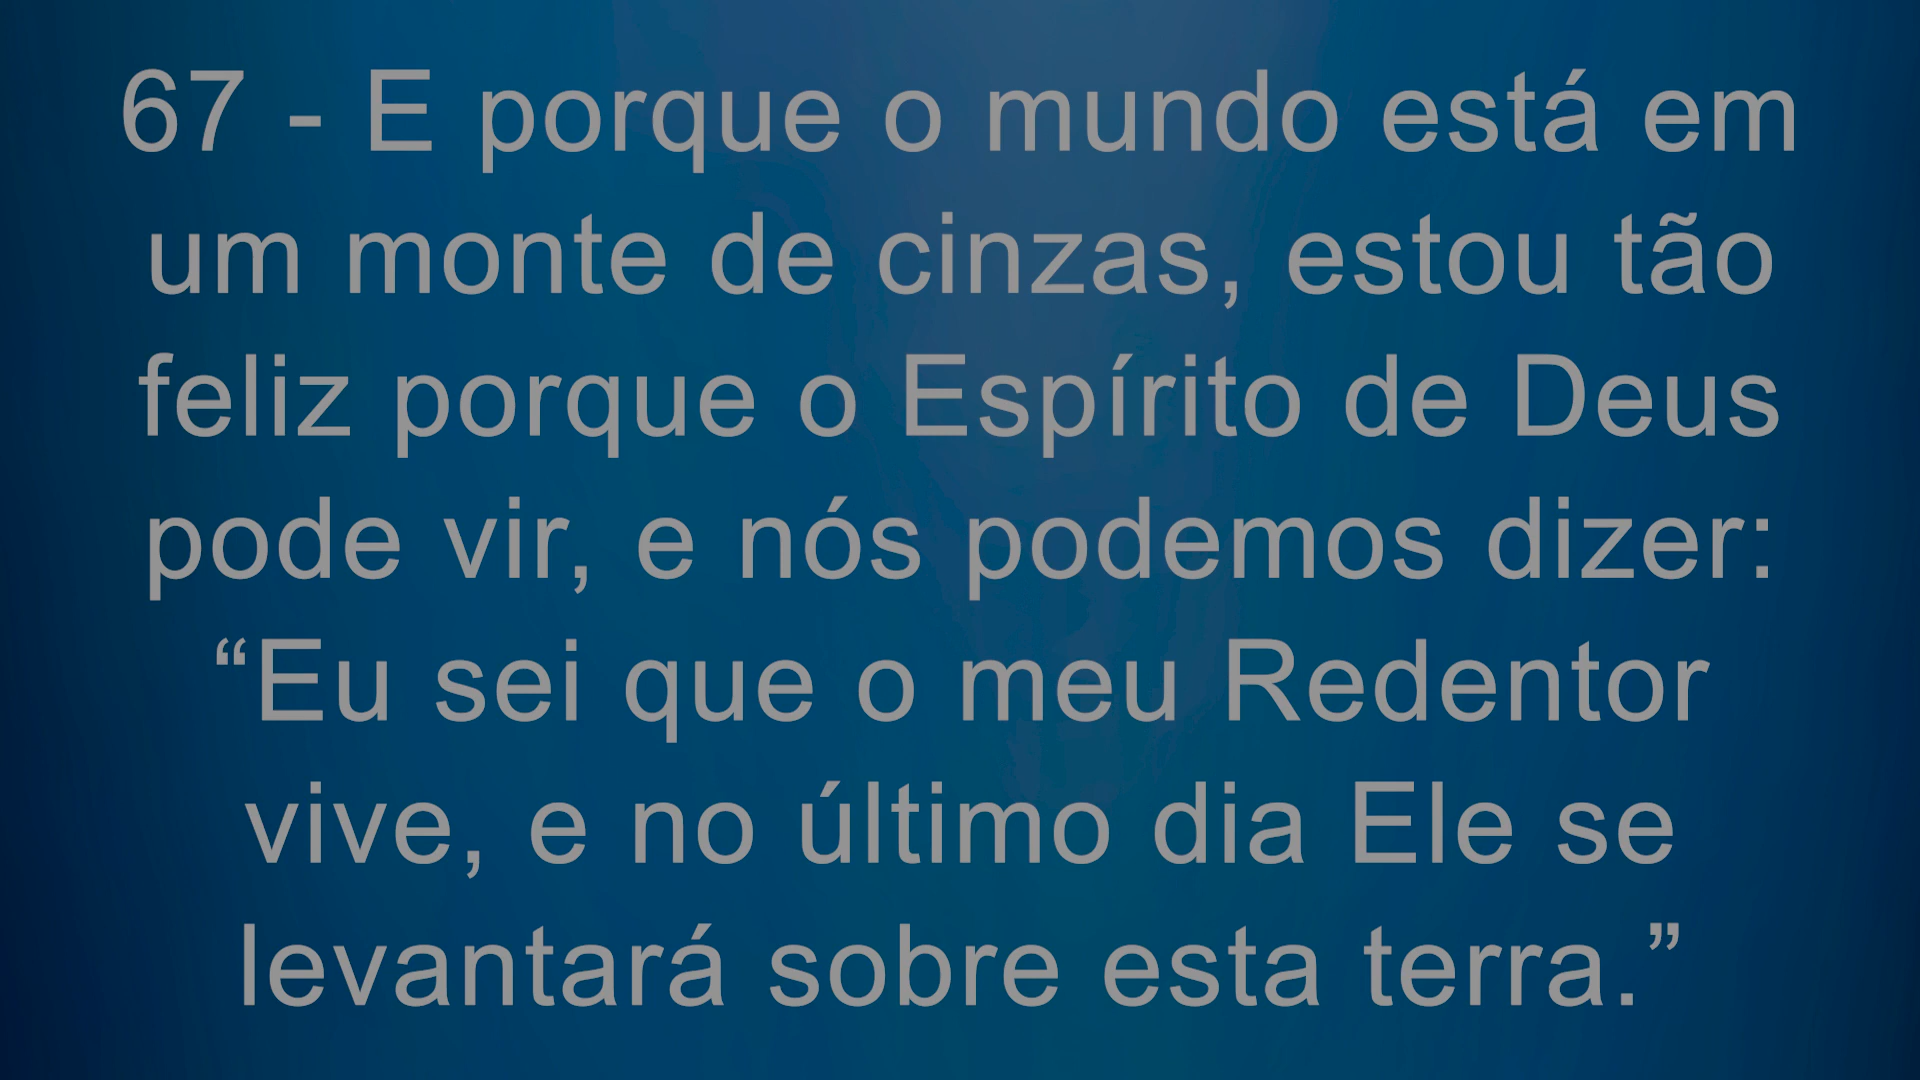 67 - E porque o mundo está em
um monte de cinzas, estou tão
feliz porque o Espírito de Deus
pode vir, e nós podemos dizer:
“Eu sei que o meu Redentor
vive, e no último dia Ele se
levantará sobre esta terra.”